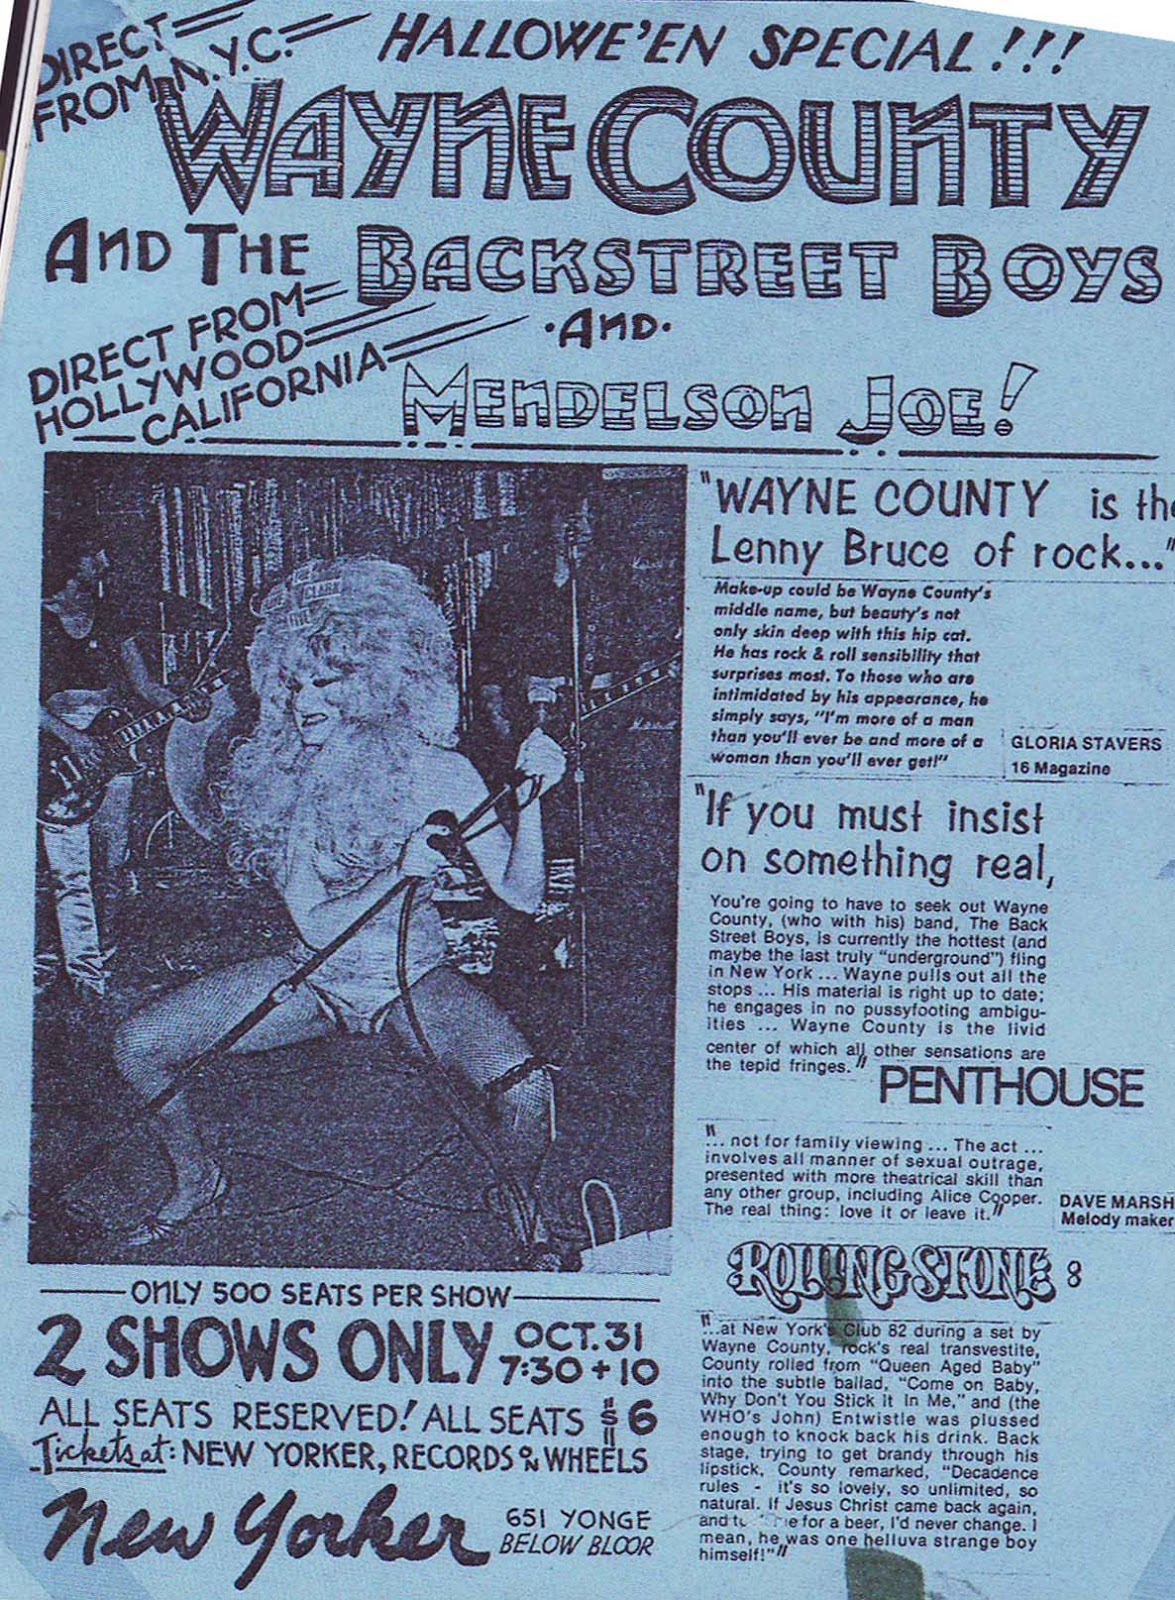 DIRECT
FROM N.Y.C.
HALLOWE'EN SPECIAL!!!
WAYNE COUNTY
AND THE BACKSTREET BOYS
·AND·
DIRECT FROM
HOLLYWOOD
CALIFORNIA
MENDELSON JOE!
"WAYNE COUNTY is the
Lenny Bruce of rock..."
Make-up could be Wayne County's
middle name, but beauty's not
only skin deep with this hip cat.
He has rock & roll sensibility that
surprises most. To those who are
intimidated by his appearance, he
simply says, "I'm more of a man
than you'll ever be and more of a
woman than you'll ever get!"
GLORIA STAVERS
16 Magazine
"If you must insist
on something real,
You're going to have to seek out Wayne
County, (who with his) band, The Back
Street Boys, is currently the hottest (and
maybe the last truly "underground") fling
in New York ... Wayne pulls out all the
stops ... His material is right up to date;
he engages in no pussyfooting ambigu-
ities ... Wayne County is the livid
center of which all other sensations are
the tepid fringes."
PENTHOUSE
"... not for family viewing ... The act ...
involves all manner of sexual outrage,
presented with more theatrical skill than
any other group, including Alice Cooper.
The real thing: love it or leave it."
DAVE MARSH
Melody maker
ROLLING STONE:
"...at New York's Club 82 during a set by
Wayne County, rock's real transvestite,
County rolled from "Queen Aged Baby"
into the subtle ballad, "Come on Baby,
Why Don't You Stick it In Me," and (the
WHO's John) Entwistle was plussed
enough to knock back his drink. Back
stage, trying to get brandy through his
lipstick, County remarked, "Decadence
rules - it's so lovely, so unlimited, so
natural. If Jesus Christ came back again,
and me for a beer, I'd never change. I
mean, he was one helluva strange boy
himself!""
ONLY 500 SEATS PER SHOW
2 SHOWS ONLY OCT. 31
7:30 + 10
ALL SEATS RESERVED! ALL SEATS $6
Tickets at: NEW YORKER, RECORDS ON WHEELS
New Yorker 651 YONGE
BELOW BLOOR